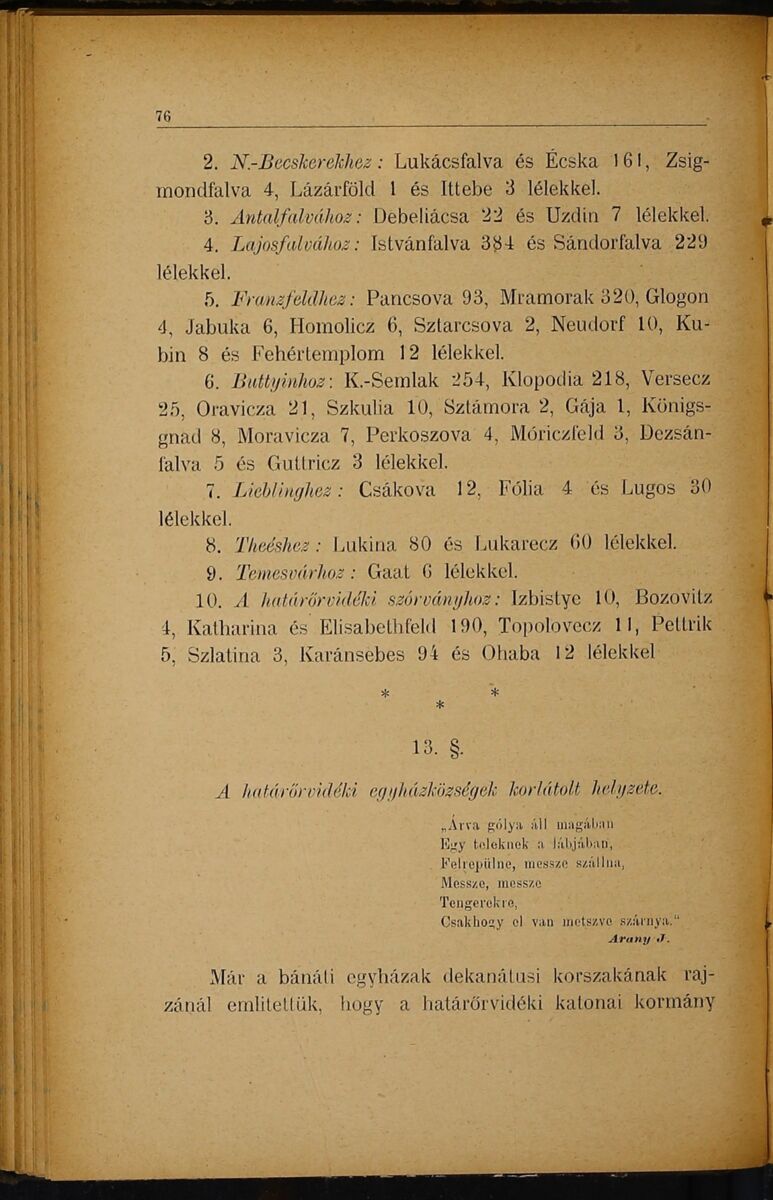 76
2. N.-Becskerekhez: Lukácsfalva és Écska 161, Zsig-
mondfalva 4, Lázárföld 1 és Ittebe 3 lélekkel.
3. Antalfalvához: Debeliácsa 22 és Uzdin 7 lélekkel.
4. Lajosfalvához: Istvánfalva 384 és Sándorfalva 229
lélekkel.
5. Franzfeldhez: Pancsova 93, Mramorak 320, Glogon
4, Jabuka 6, Homolicz 6, Sztarcsova 2, Neudorf 10, Ku-
bin 8 és Fehértemplom 12 lélekkel.
6. Buttyinhoz: K.-Semlak 254, Klopodia 218, Versecz
25, Oravicza 21, Szkulia 10, Sztámora 2, Gája 1, Königs-
gnad 8, Moravicza 7, Perkoszova 4, Móriczfeld 3, Dezsán-
falva 5 és Guttricz 3 lélekkel.
7. Lieblinghez: Csákova 12, Fólia 4 és Lugos 30
lélekkel.
8. Theéshez: Lukina 80 és Lukarecz 60 lélekkel.
9. Temesvárhoz: Gaat 6 lélekkel.
10. A határőrvidéki szórványhoz: Izbistye 10, Bozovitz
4, Katharina és Elisabethfeld 190, Topolovecz 11, Pettrik
5, Szlatina 3, Karánsebes 94 és Ohaba 12 lélekkel
* * *
13. §.
A határőrvidéki egyházközségek korlátolt helyzete.
„Árva gólya áll magában
Egy teleknek a lábjában,
Felrepülne, messze szállna,
Messze, messze
Tengerekre,
Csakhogy el van metszve szárnya."
Arany J.
Már a bánáti egyházak dekanátusi korszakának raj-
zánál emlitettük, hogy a határőrvidéki katonai kormány